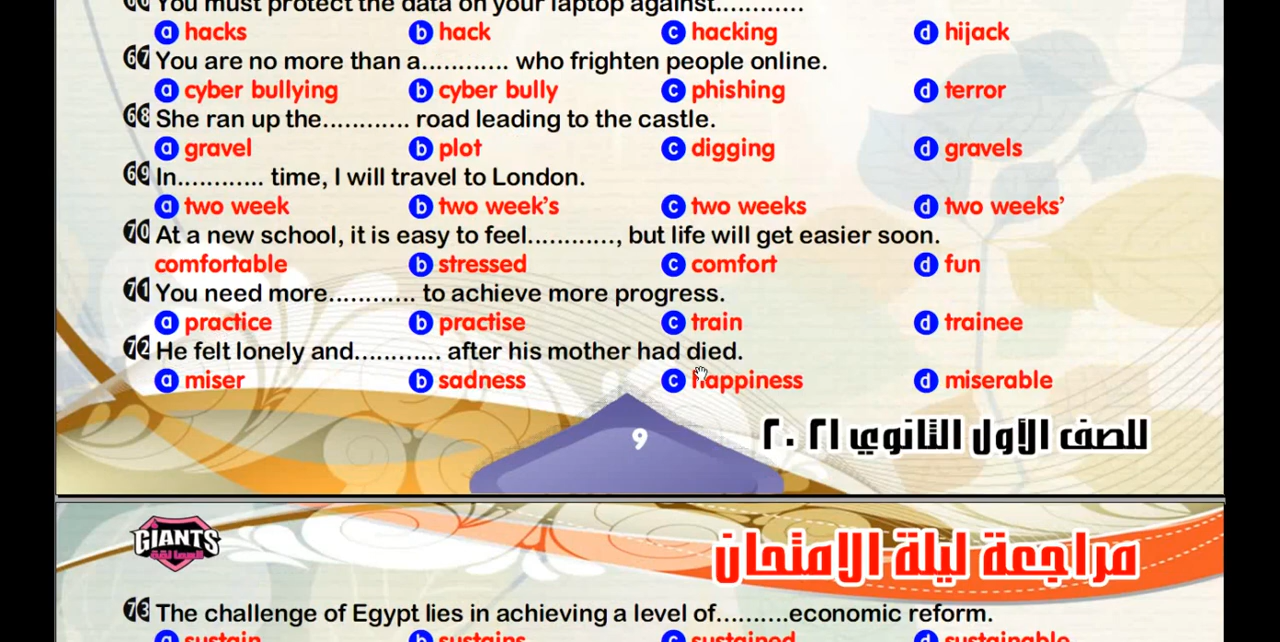 66 You must protect the data on your laptop against............
a hacks b hack c hacking d hijack
67 You are no more than a............ who frighten people online.
a cyber bullying b cyber bully c phishing d terror
68 She ran up the............ road leading to the castle.
a gravel b plot c digging d gravels
69 In............ time, I will travel to London.
a two week b two week's c two weeks d two weeks'
70 At a new school, it is easy to feel............, but life will get easier soon.
comfortable b stressed c comfort d fun
71 You need more............ to achieve more progress.
a practice b practise c train d trainee
72 He felt lonely and............ after his mother had died.
a miser b sadness c happiness d miserable
9
للصف الأول الثانوي ٢٠٢١
GIANTS
العمالقة
مراجعة ليلة الامتحان
73 The challenge of Egypt lies in achieving a level of..........economic reform.
a sustain b sustains c sustained d sustainable